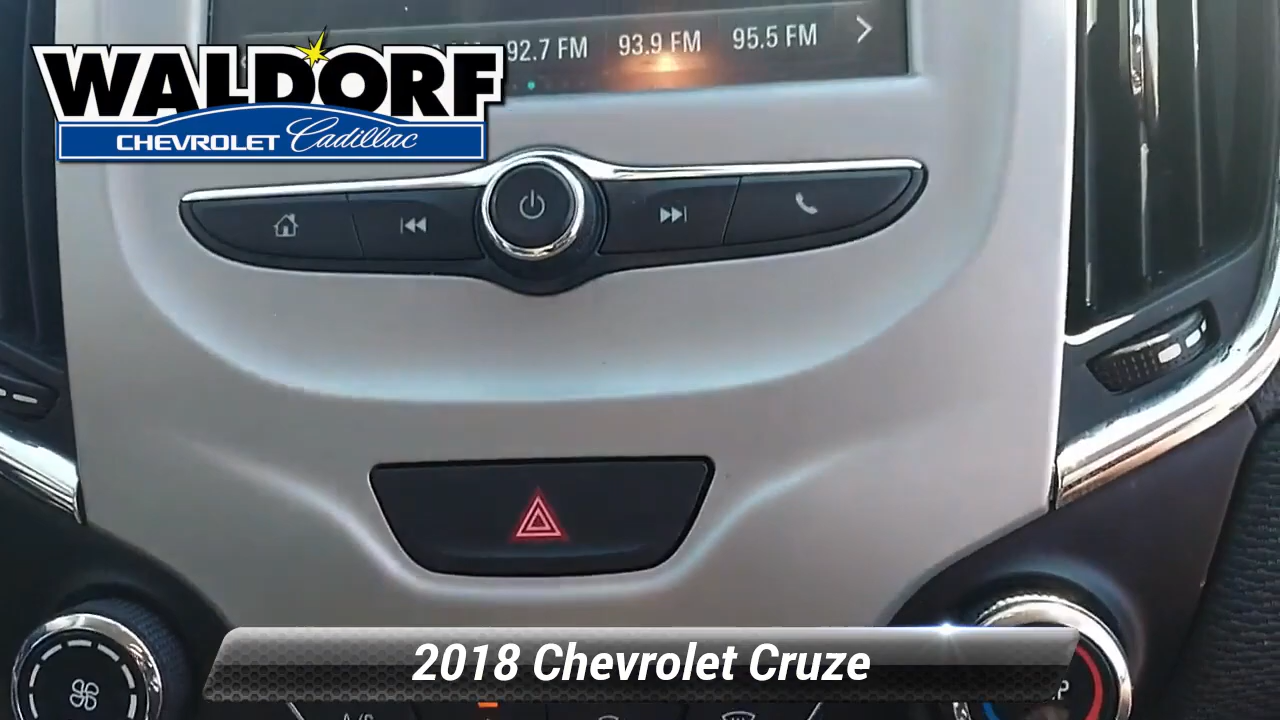 92.7 FM 93.9 FM 95.5 FM
WALDORF
CHEVROLET Cadillac
2018 Chevrolet Cruze